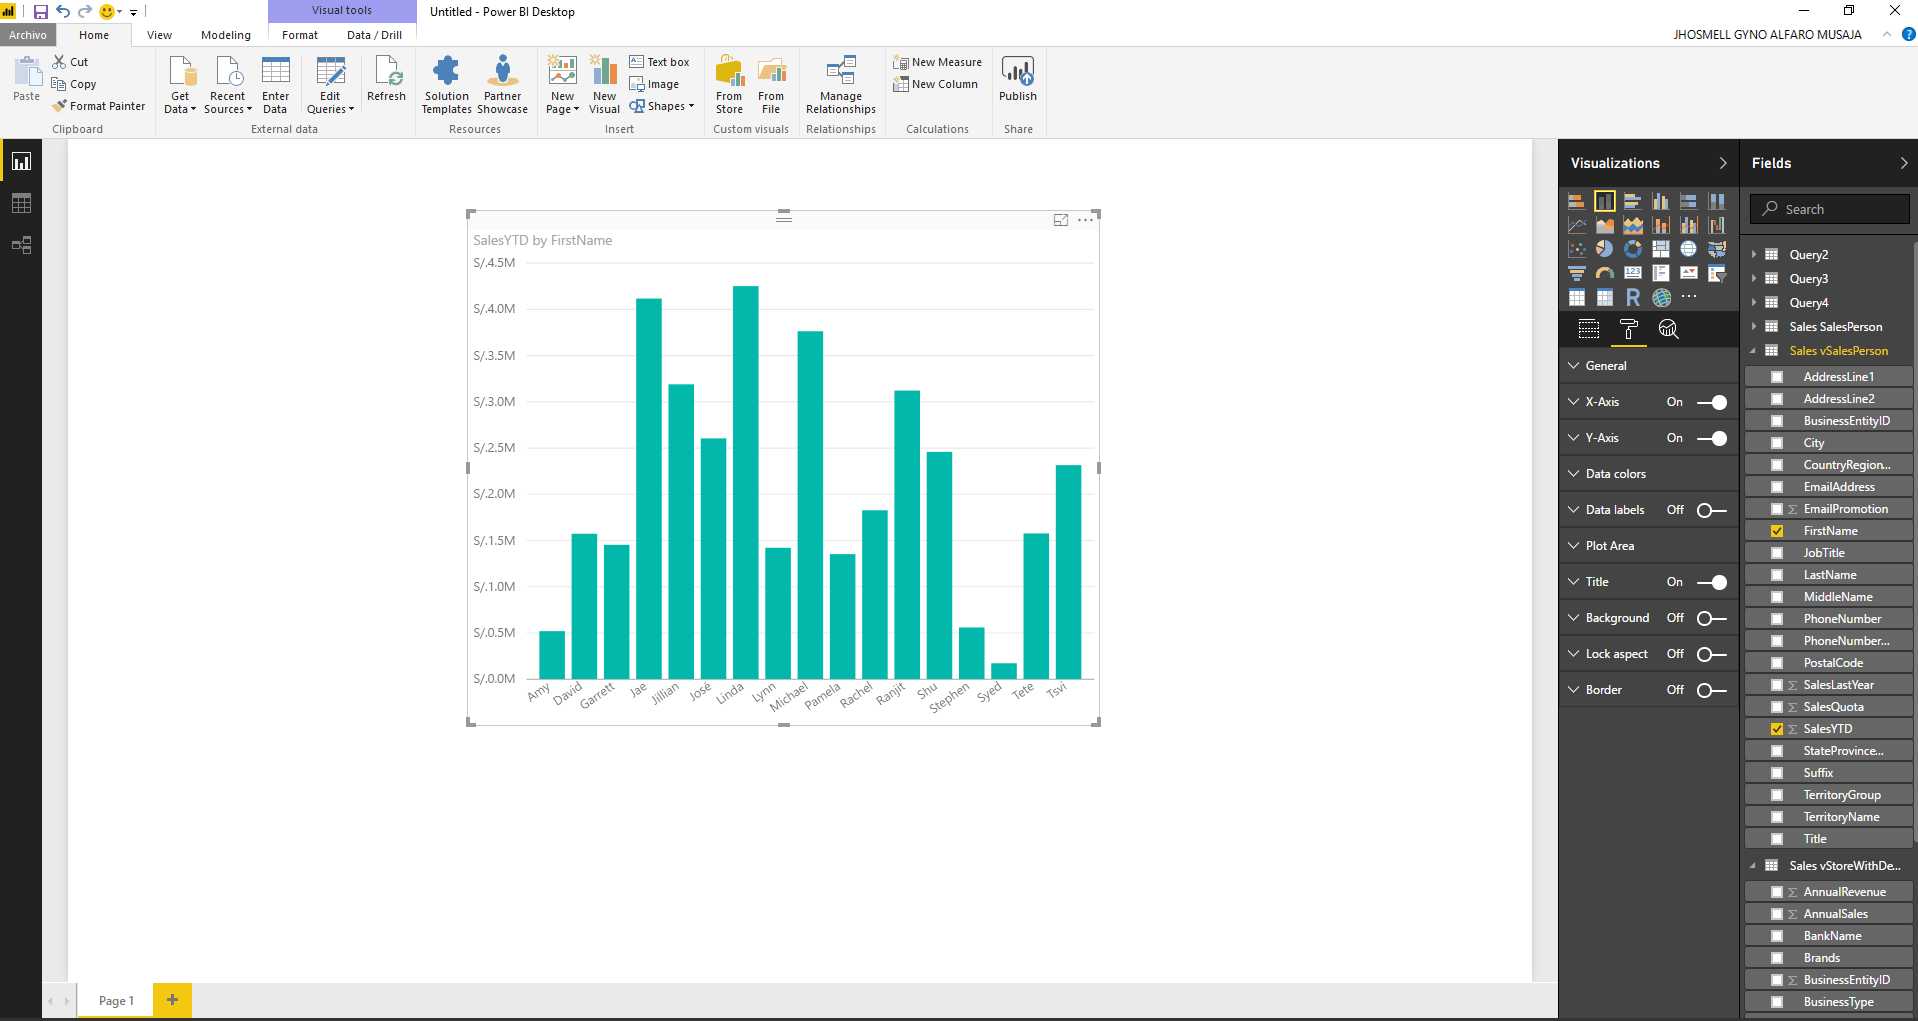 Visual tools
Untitled - Power BI Desktop
Archivo
Home
View
Modeling
Format
Data / Drill
JHOSMELL GYNO ALFARO MUSAJA
?
Paste
Cut
Copy
Format Painter
Clipboard
Get Data
Recent Sources
Enter Data
Edit Queries
Refresh
External data
Solution Templates
Partner Showcase
Resources
New Page
New Visual
Text box
Image
Shapes
Insert
From Store
From File
Custom visuals
Manage Relationships
Relationships
New Measure
New Column
Calculations
Publish
Share
SalesYTD by FirstName
S/.4.5M
S/.4.0M
S/.3.5M
S/.3.0M
S/.2.5M
S/.2.0M
S/.1.5M
S/.1.0M
S/.0.5M
S/.0.0M
Amy
David
Garrett
Jae
Jillian
José
Linda
Lynn
Michael
Pamela
Rachel
Ranjit
Shu
Stephen
Syed
Tete
Tsvi
Page 1
+
Visualizations
123
R
General
X-Axis On
Y-Axis On
Data colors
Data labels Off
Plot Area
Title On
Background Off
Lock aspect Off
Border Off
Fields
Search
Query2
Query3
Query4
Sales SalesPerson
Sales vSalesPerson
AddressLine1
AddressLine2
BusinessEntityID
City
CountryRegion...
EmailAddress
Σ EmailPromotion
FirstName
JobTitle
LastName
MiddleName
PhoneNumber
PhoneNumber...
PostalCode
Σ SalesLastYear
Σ SalesQuota
Σ SalesYTD
StateProvince...
Suffix
TerritoryGroup
TerritoryName
Title
Sales vStoreWithDe...
Σ AnnualRevenue
Σ AnnualSales
BankName
Brands
Σ BusinessEntityID
BusinessType